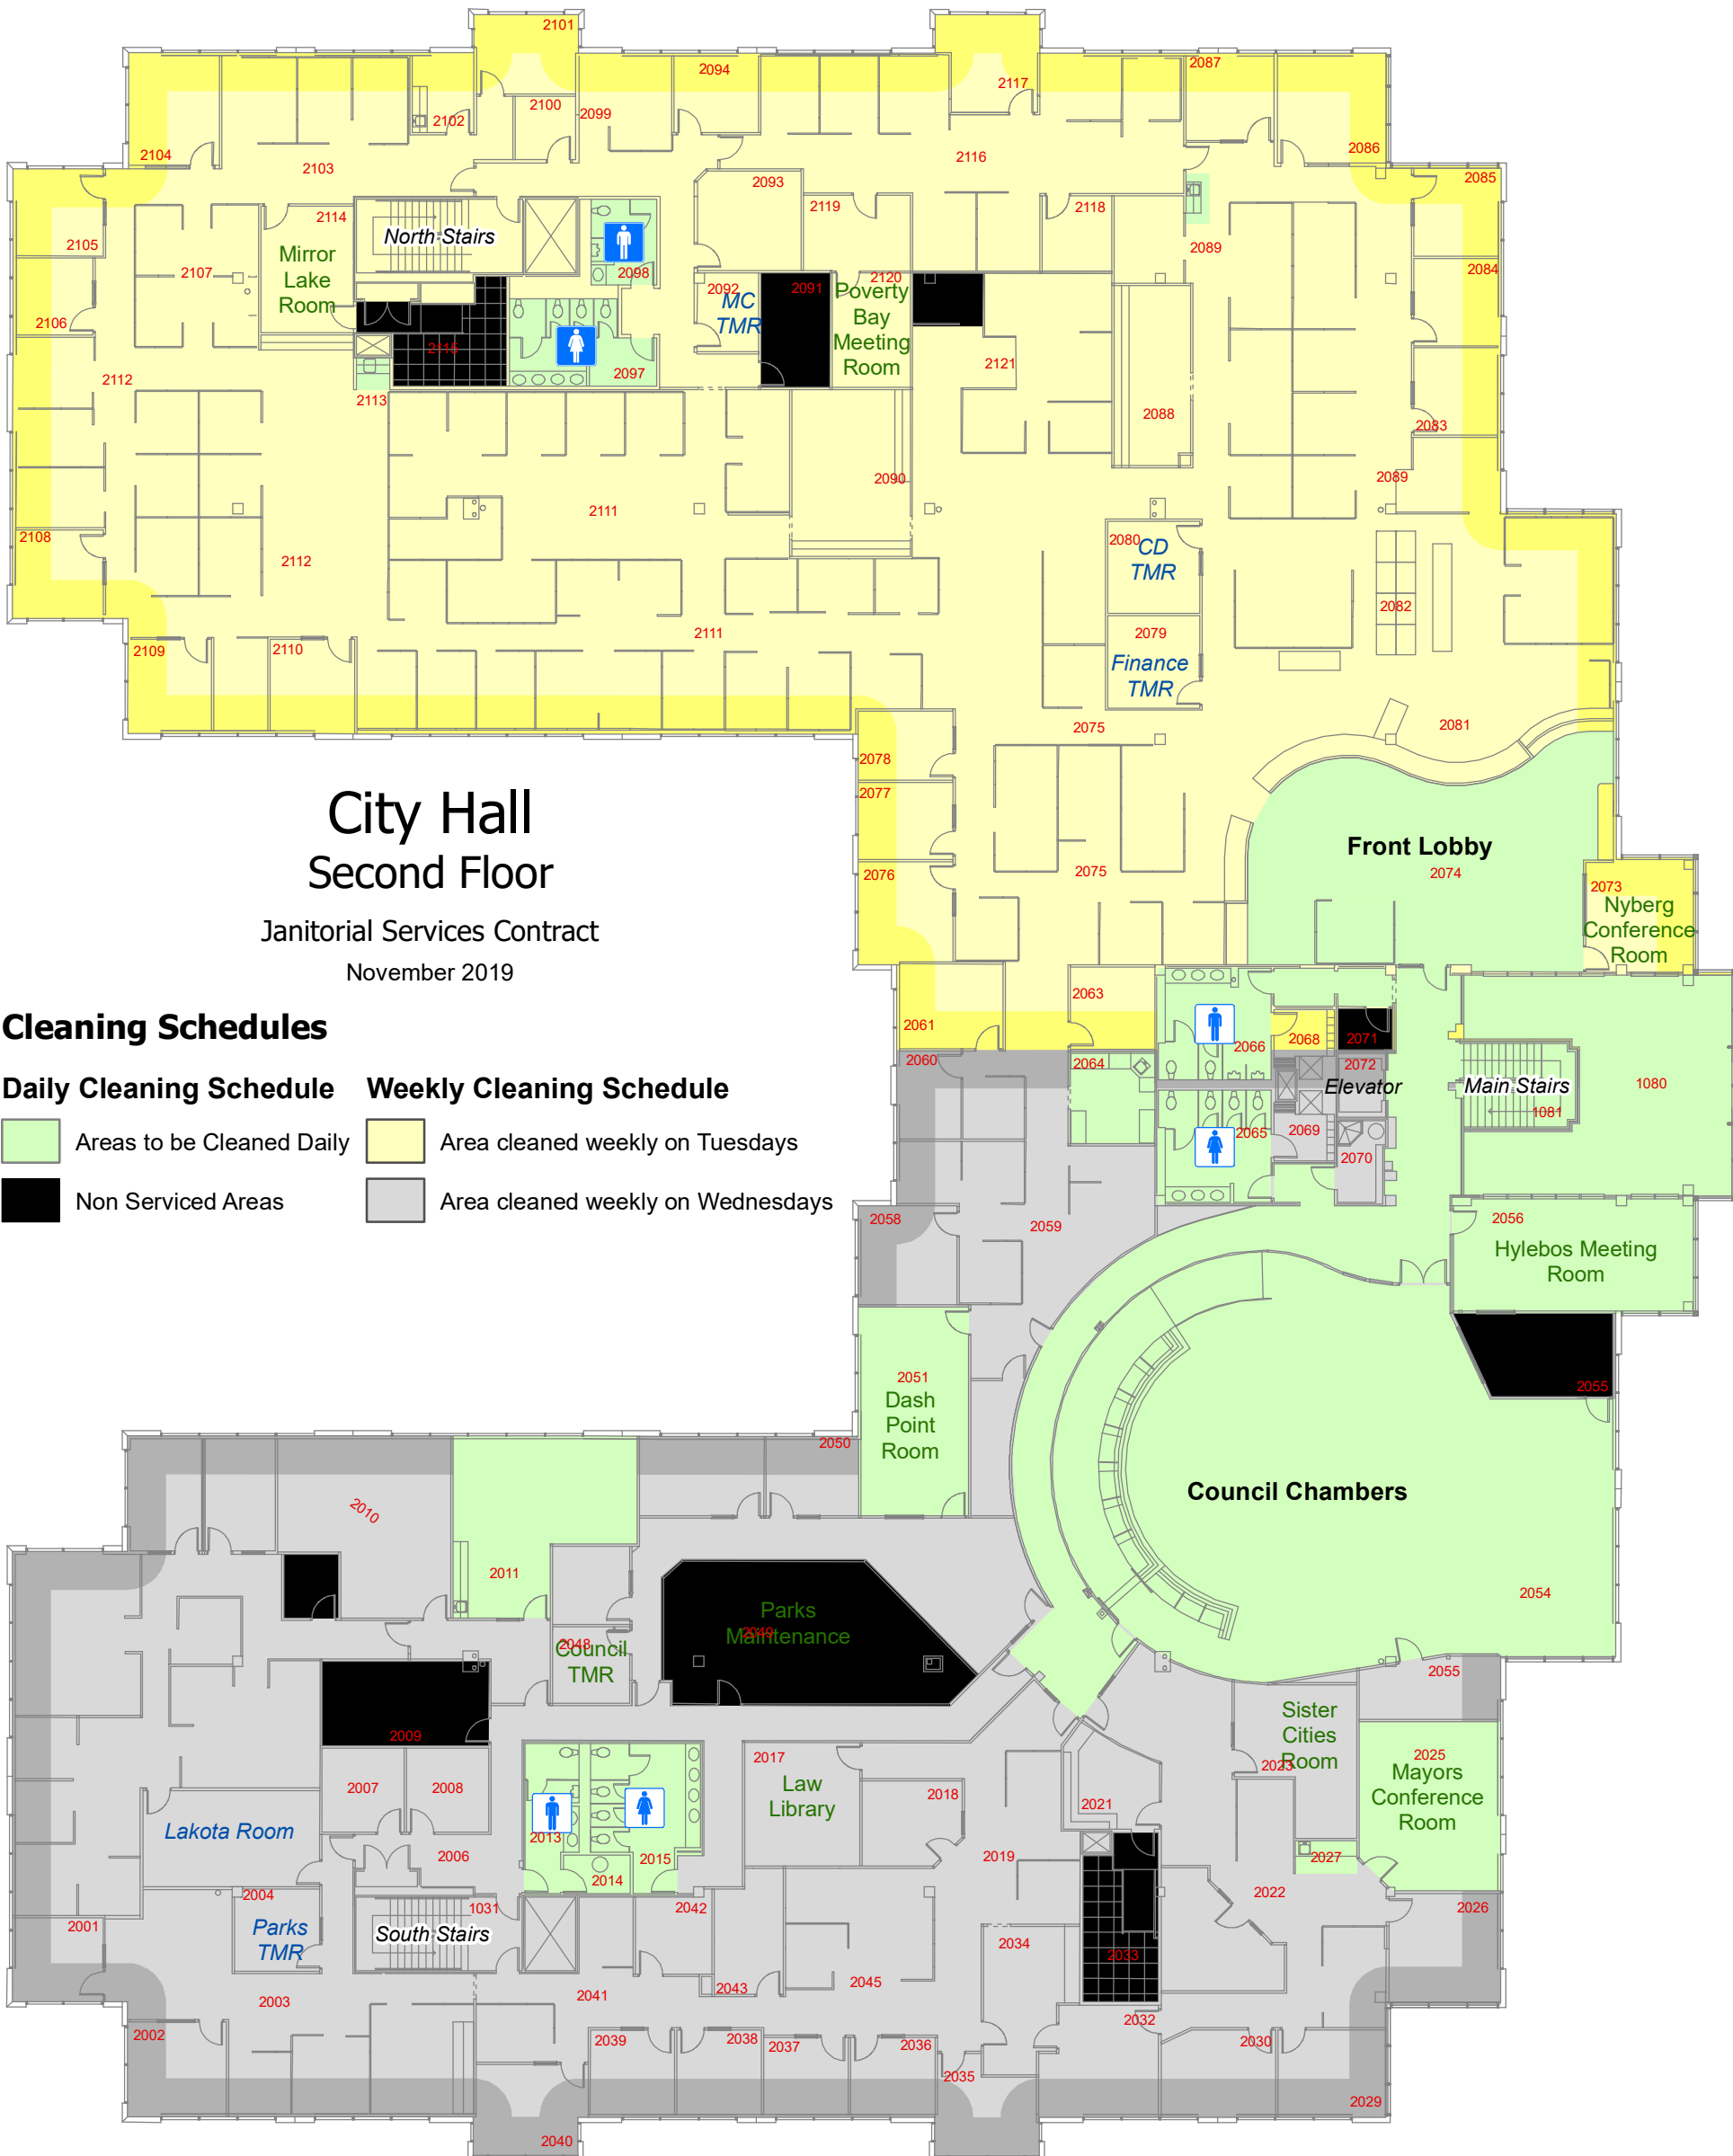 2101
2094
2087
2117
2100
2099
2102
2104
2103
2116
2086
2085
2093
2114
2119
2118
North Stairs
2105
2107
Mirror
Lake
Room
2098
2089
2084
2092
MC
TMR
2091
2120
Poverty
Bay
Meeting
Room
2106
2115
2097
2121
2112
2113
2088
2083
2090
2089
2111
2108
2112
2080
CD
TMR
2082
2109
2110
2111
2079
Finance
TMR
2075
2081
2078
2077
City Hall
Second Floor
Janitorial Services Contract
November 2019
Front Lobby
2074
2076
2075
2073
Nyberg
Conference
Room
2063
2061
Cleaning Schedules
2066
2068
2071
2060
2064
2072
Elevator
Main Stairs
1080
1081
Daily Cleaning Schedule
Weekly Cleaning Schedule
Areas to be Cleaned Daily
Area cleaned weekly on Tuesdays
Non Serviced Areas
Area cleaned weekly on Wednesdays
2065
2069
2070
2058
2059
2056
Hylebos Meeting
Room
2051
Dash
Point
Room
2055
2050
Council Chambers
2010
2011
2054
Parks
Maintenance
2049
2048
Council
TMR
2055
2009
Sister
Cities
Room
2023
2025
Mayors
Conference
Room
2017
Law
Library
2007
2008
2018
2021
Lakota Room
2013
2006
2015
2014
2019
2027
2022
2004
Parks
TMR
1031
South Stairs
2042
2026
2001
2034
2033
2003
2041
2043
2045
2002
2039
2038
2037
2036
2032
2030
2035
2029
2040